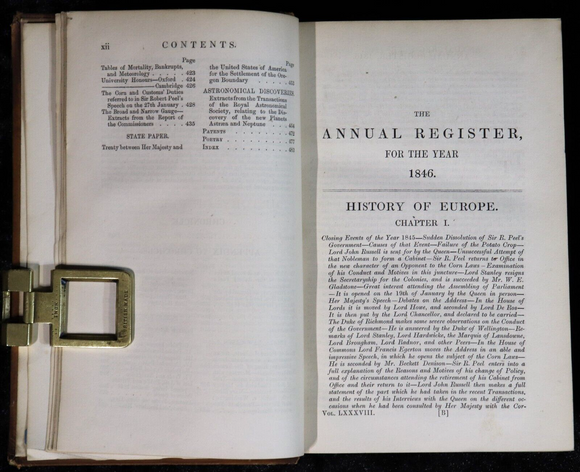 xii CONTENTS.
Page
Tables of Mortality, Bankrupts,
and Meteorology . . . . . 423
University Honours—Oxford . 424
Cambridge 426
The Corn and Customs' Duties
referred to in Sir Robert Peel's
Speech on the 27th January . 428
The Broad and Narrow Gauge—
Extracts from the Report of
the Commissioners . . . . 433
STATE PAPER.
Treaty between Her Majesty and
Page
the United States of America
for the Settlement of the Ore-
gon Boundary
ASTRONOMICAL DISCOVERIES
Extracts from the Transactions
of the Royal Astronomical
Society, relating to the Dis-
covery of the new Planets
Astræa and Neptune
PATENTS
POETRY
INDEX
THE
ANNUAL REGISTER,
FOR THE YEAR
1846.
HISTORY OF EUROPE.
CHAPTER I.
Closing Events of the Year 1845—Sudden Dissolution of Sir R. Peel's
Government—Causes of that Event—Failure of the Potato Crop—
Lord John Russell is sent for by the Queen—Unsuccessful Attempt of
that Nobleman to form a Cabinet—Sir R. Peel returns to Office in
the new character of an Opponent to the Corn Laws—Examination
of his Conduct and Motives in this juncture—Lord Stanley resigns
the Secretaryship for the Colonies, and is succeeded by Mr. W. E.
Gladstone—Great interest attending the Assembling of Parliament
—It is opened on the 19th of January by the Queen in person—
Her Majesty's Speech—Debates on the Address—In the House of
Lords it is moved by Lord Home, and seconded by Lord De Ros—
It is then put by the Lord Chancellor, and declared to be carried—
The Duke of Richmond makes some severe observations on the Conduct
of the Government—He is answered by the Duke of Wellington—Re-
marks of Lord Stanley, Lord Hardwicke, the Marquis of Lansdowne,
Lord Brougham, Lord Radnor, and other Peers—In the House of
Commons Lord Francis Egerton moves the Address in an able and
impressive Speech, in which he opens the subject of the Corn Laws—
He is seconded by Mr. Beckett Denison—Sir R. Peel enters into a
full explanation of the Reasons and Motives of his change of Policy,
and of the circumstances attending the retirement of his Cabinet from
Office and their return to it—Lord John Russell then makes a full
statement of the part which he had taken in the recent Transactions,
and the results of his Interviews with the Queen on the different oc-
casions when he had been consulted by Her Majesty with the Cor-
VOL. LXXXVIII. [B]